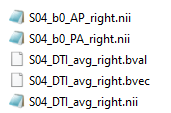 S04_b0_AP_right.nii
S04_b0_PA_right.nii
S04_DTI_avg_right.bval
S04_DTI_avg_right.bvec
S04_DTI_avg_right.nii